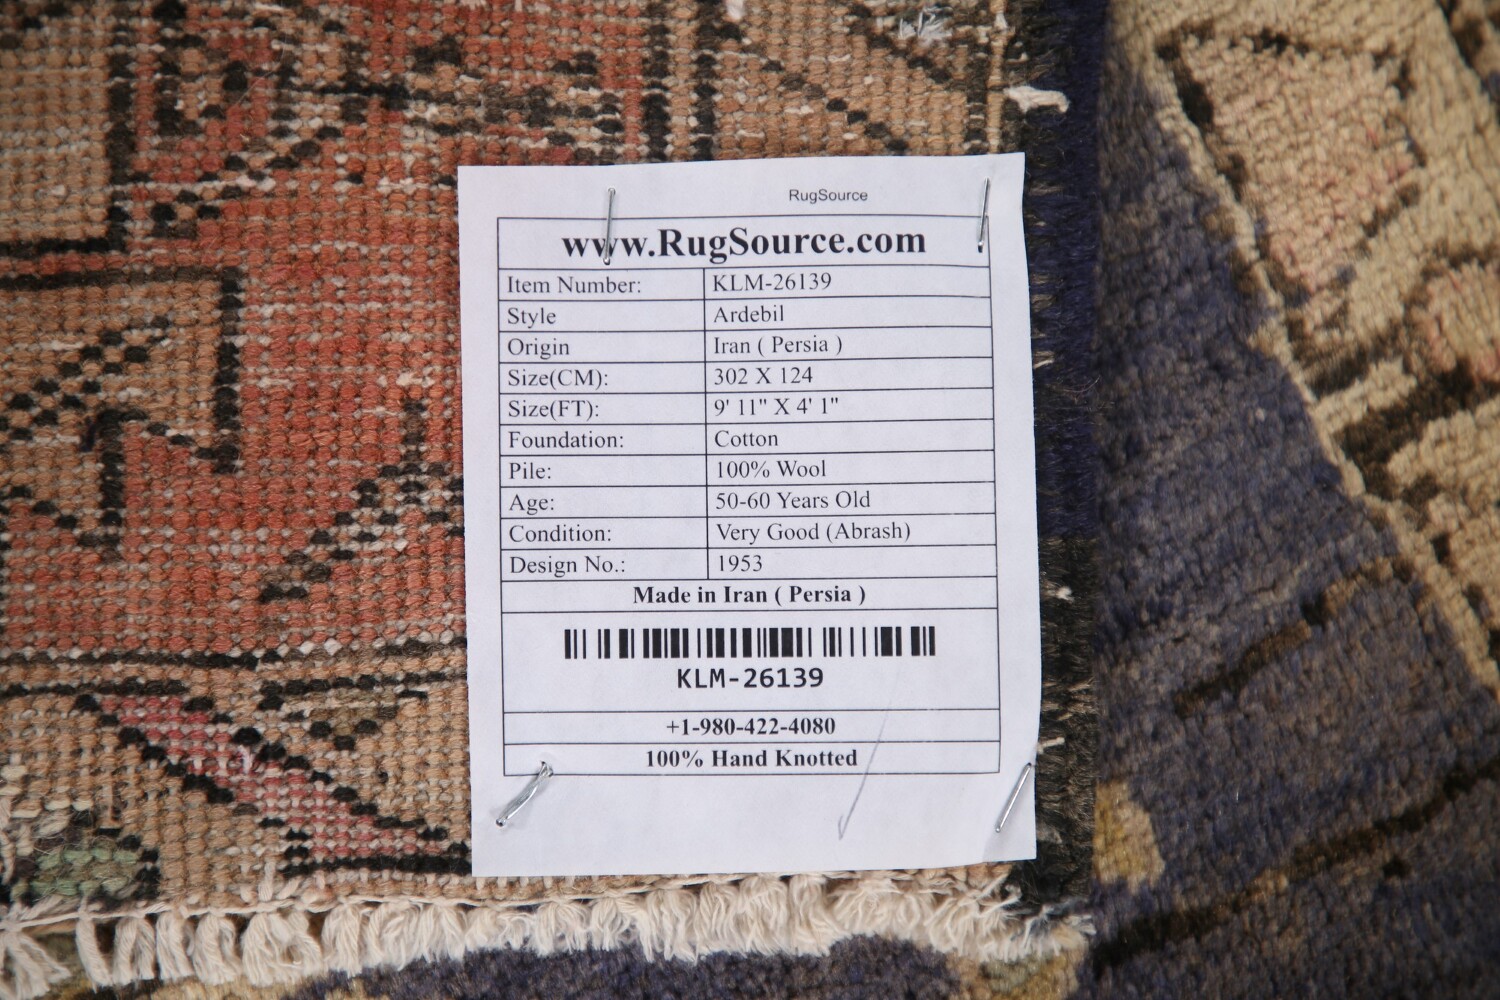 RugSource
www.RugSource.com
Item Number: KLM-26139
Style Ardebil
Origin Iran ( Persia )
Size(CM): 302 X 124
Size(FT): 9' 11" X 4' 1"
Foundation: Cotton
Pile: 100% Wool
Age: 50-60 Years Old
Condition: Very Good (Abrash)
Design No.: 1953
Made in Iran ( Persia )
KLM-26139
+1-980-422-4080
100% Hand Knotted